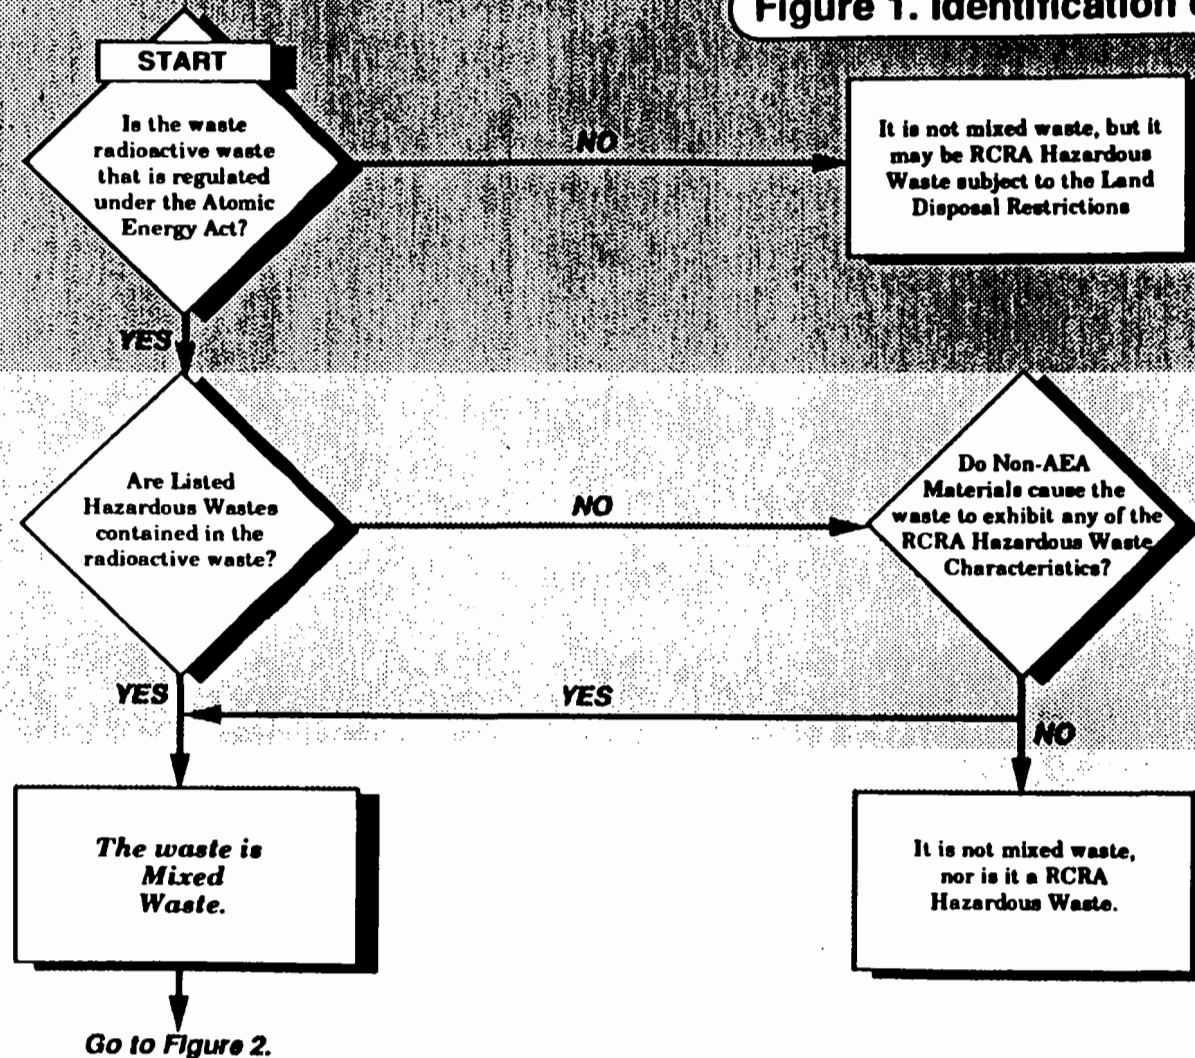 Figure 1. Identification
START
Is the waste
radioactive waste
that is regulated
under the Atomic
Energy Act?
NO
It is not mixed waste, but it
may be RCRA Hazardous
Waste subject to the Land
Disposal Restrictions
YES
Are Listed
Hazardous Wastes
contained in the
radioactive waste?
NO
Do Non-AEA
Materials cause the
waste to exhibit any of the
RCRA Hazardous Waste
Characteristics?
YES
YES
NO
The waste is
Mixed
Waste.
It is not mixed waste,
nor is it a RCRA
Hazardous Waste.
Go to Figure 2.